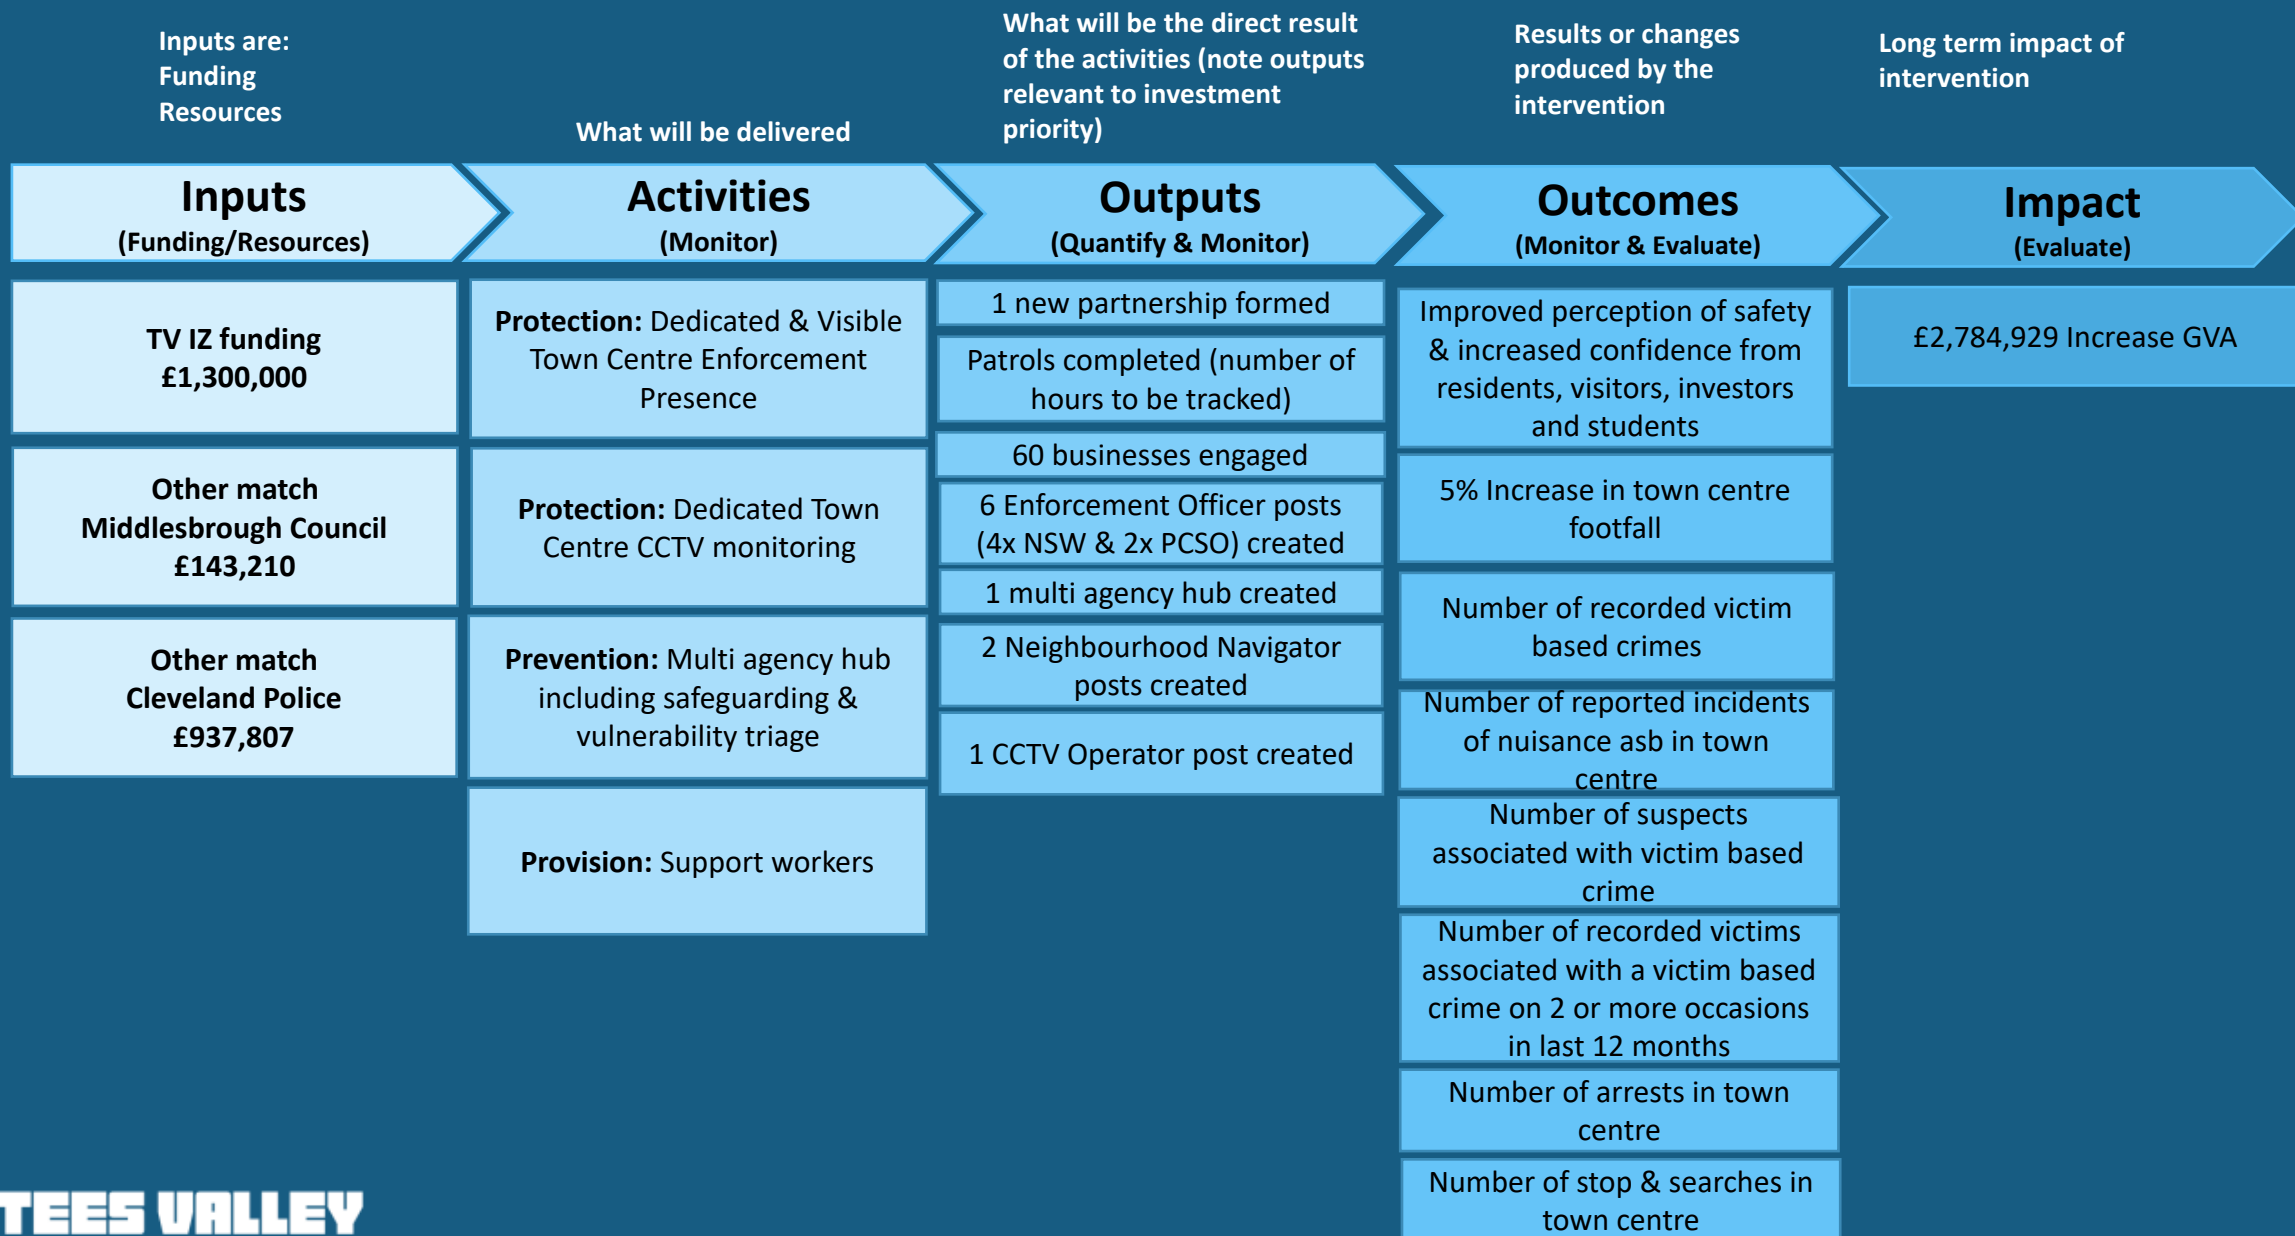 Inputs are:
Funding
Resources
What will be delivered
What will be the direct result
of the activities (note outputs
relevant to investment
priority)
Results or changes
produced by the
intervention
Long term impact of
intervention
Inputs
(Funding/Resources)
Activities
(Monitor)
Outputs
(Quantify & Monitor)
Outcomes
(Monitor & Evaluate)
Impact
(Evaluate)
TV IZ funding
£1,300,000
Other match
Middlesbrough Council
£143,210
Other match
Cleveland Police
£937,807
Protection: Dedicated & Visible
Town Centre Enforcement
Presence
Protection: Dedicated Town
Centre CCTV monitoring
Prevention: Multi agency hub
including safeguarding &
vulnerability triage
Provision: Support workers
1 new partnership formed
Patrols completed (number of
hours to be tracked)
60 businesses engaged
6 Enforcement Officer posts
(4x NSW & 2x PCSO) created
1 multi agency hub created
2 Neighbourhood Navigator
posts created
1 CCTV Operator post created
Improved perception of safety
& increased confidence from
residents, visitors, investors
and students
5% Increase in town centre
footfall
Number of recorded victim
based crimes
Number of reported incidents
of nuisance asb in town
centre
Number of suspects
associated with victim based
crime
Number of recorded victims
associated with a victim based
crime on 2 or more occasions
in last 12 months
Number of arrests in town
centre
Number of stop & searches in
town centre
£2,784,929 Increase GVA
TEES VALLEY